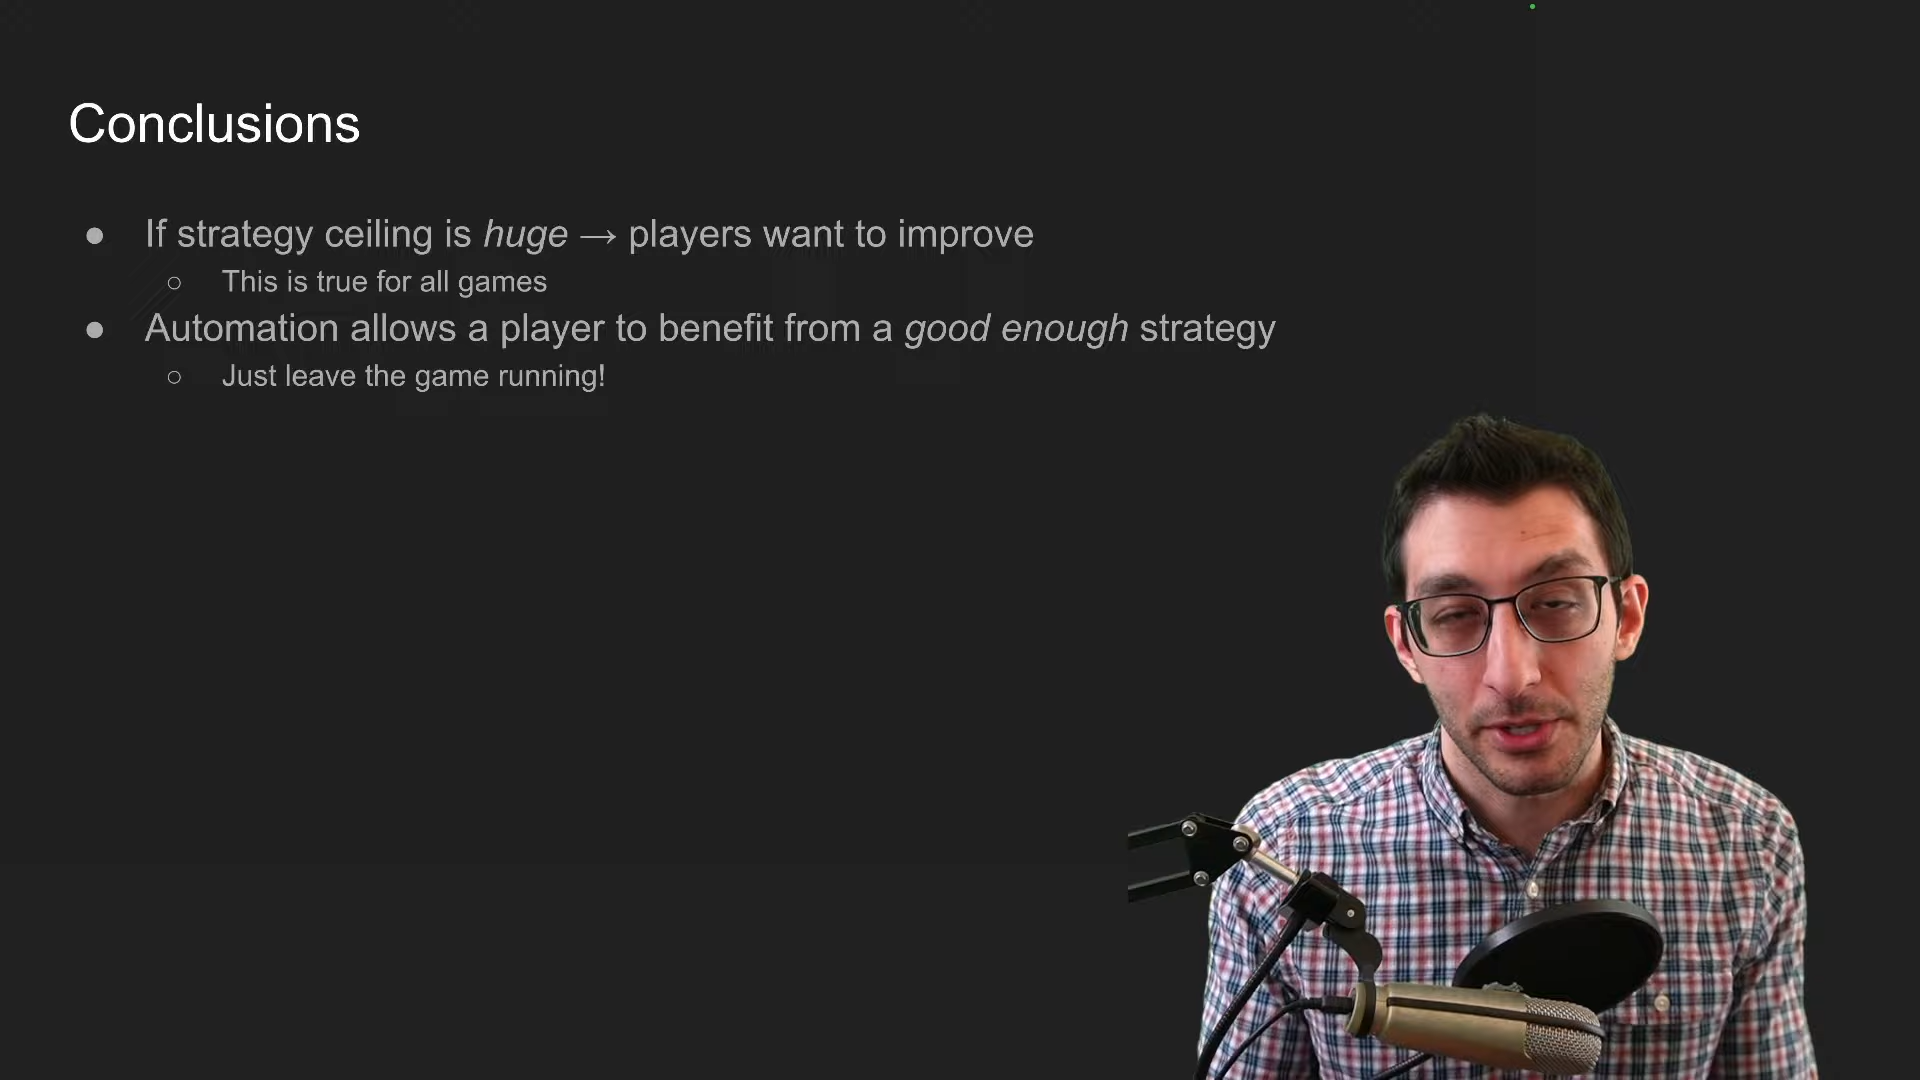 Conclusions
● If strategy ceiling is huge → players want to improve
○ This is true for all games
● Automation allows a player to benefit from a good enough strategy
○ Just leave the game running!